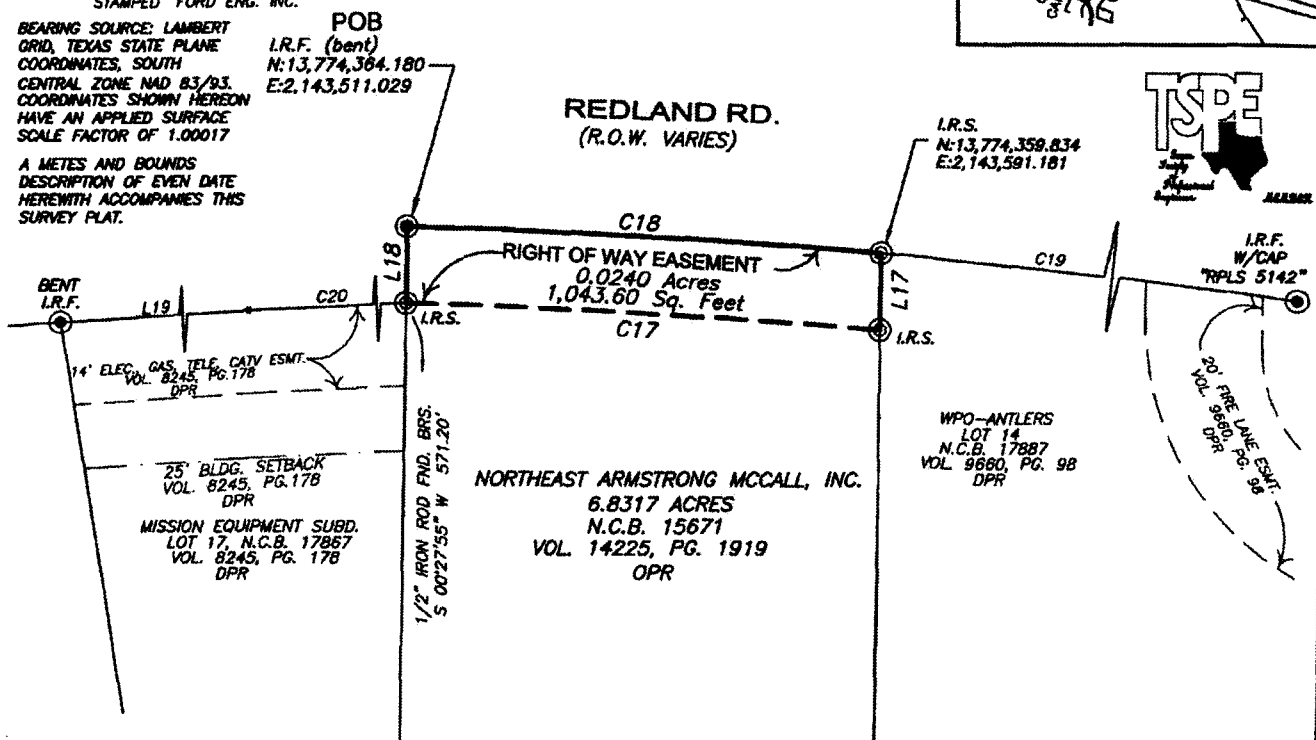 STAMPED FORD ENG. INC.
BEARING SOURCE: LAMBERT
GRID, TEXAS STATE PLANE
COORDINATES, SOUTH
CENTRAL ZONE NAD 83/93.
COORDINATES SHOWN HEREON
HAVE AN APPLIED SURFACE
SCALE FACTOR OF 1.00017
A METES AND BOUNDS
DESCRIPTION OF EVEN DATE
HEREWITH ACCOMPANIES THIS
SURVEY PLAT.
POB
I.R.F. (bent)
N:13,774,364.180
E:2,143,511.029
REDLAND RD.
(R.O.W. VARIES)
I.R.S.
N:13,774,359.834
E:2,143,591.181
TSPE
C18
L18
RIGHT OF WAY EASEMENT
0.0240 Acres
1,043.60 Sq. Feet
C17
L17
C19
I.R.F.
W/CAP
"RPLS 5142"
BENT
I.R.F.
L19
C20
I.R.S.
I.R.S.
14' ELEC, GAS, TELE, CATV ESMT.
VOL. 8245, PG.178
DPR
25' BLDG. SETBACK
VOL. 8245, PG.178
DPR
MISSION EQUIPMENT SUBD.
LOT 17, N.C.B. 17867
VOL. 8245, PG. 178
DPR
1/2" IRON ROD FND. BRS.
S 00°27'55" W 571.20'
NORTHEAST ARMSTRONG MCCALL, INC.
6.8317 ACRES
N.C.B. 15671
VOL. 14225, PG. 1919
OPR
WPO-ANTLERS
LOT 14
N.C.B. 17887
VOL. 9660, PG. 98
DPR
20' FIRE LANE ESMT.
VOL. 9660, PG. 98
DPR